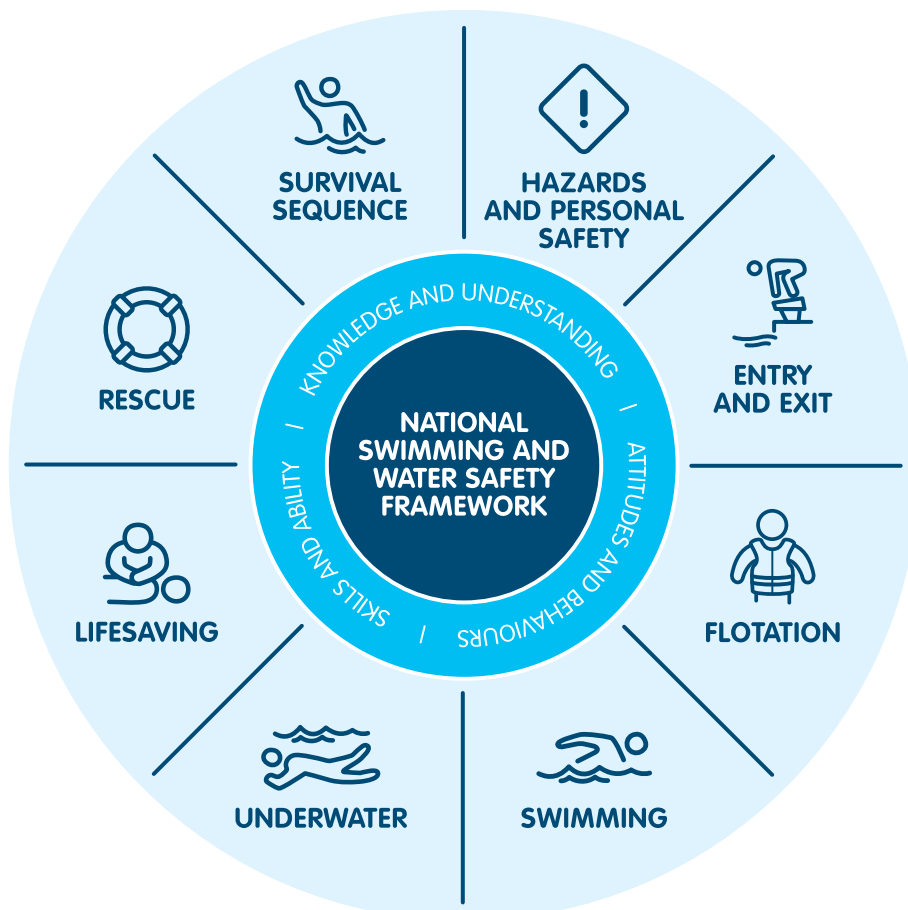 NATIONAL
SWIMMING AND
WATER SAFETY
FRAMEWORK
KNOWLEDGE AND UNDERSTANDING |
ATTITUDES AND BEHAVIOURS |
SKILLS AND ABILITY |
HAZARDS
AND PERSONAL
SAFETY
ENTRY
AND EXIT
FLOTATION
SWIMMING
UNDERWATER
LIFESAVING
RESCUE
SURVIVAL
SEQUENCE